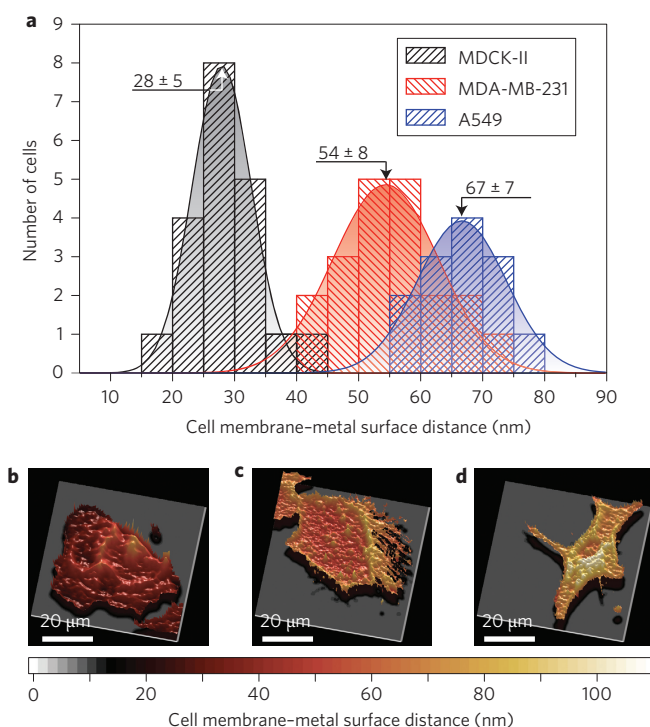 a
9
8
7
6
5
4
3
2
1
0
Number of cells
28 ± 5
54 ± 8
67 ± 7
MDCK-II
MDA-MB-231
A549
10 20 30 40 50 60 70 80 90
Cell membrane–metal surface distance (nm)
b c d
20 μm 20 μm 20 μm
0 20 40 60 80 100
Cell membrane–metal surface distance (nm)